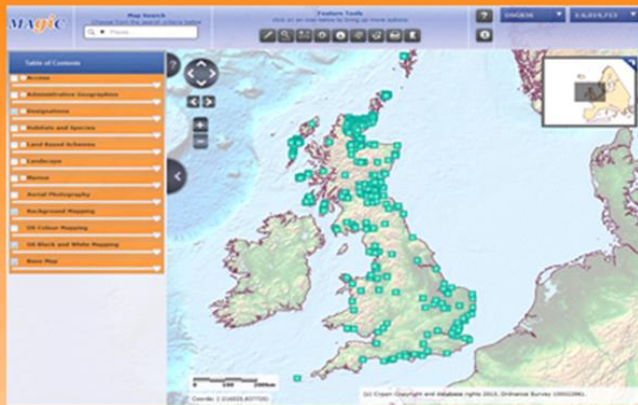 MAGiC
Map Search
Choose from the search criteria below
Places
Feature Tools
click on an icon below to bring up more options
?
Table of Contents
Access
Administrative Geographies
Designations
Habitats and Species
Land Based Schemes
Landscape
Marine
Aerial Photography
Background Mapping
OS Colour Mapping
OS Black and White Mapping
Base Map
?
0 100 200km
(c) Crown Copyright and database rights 2013. Ordnance Survey 100022861.